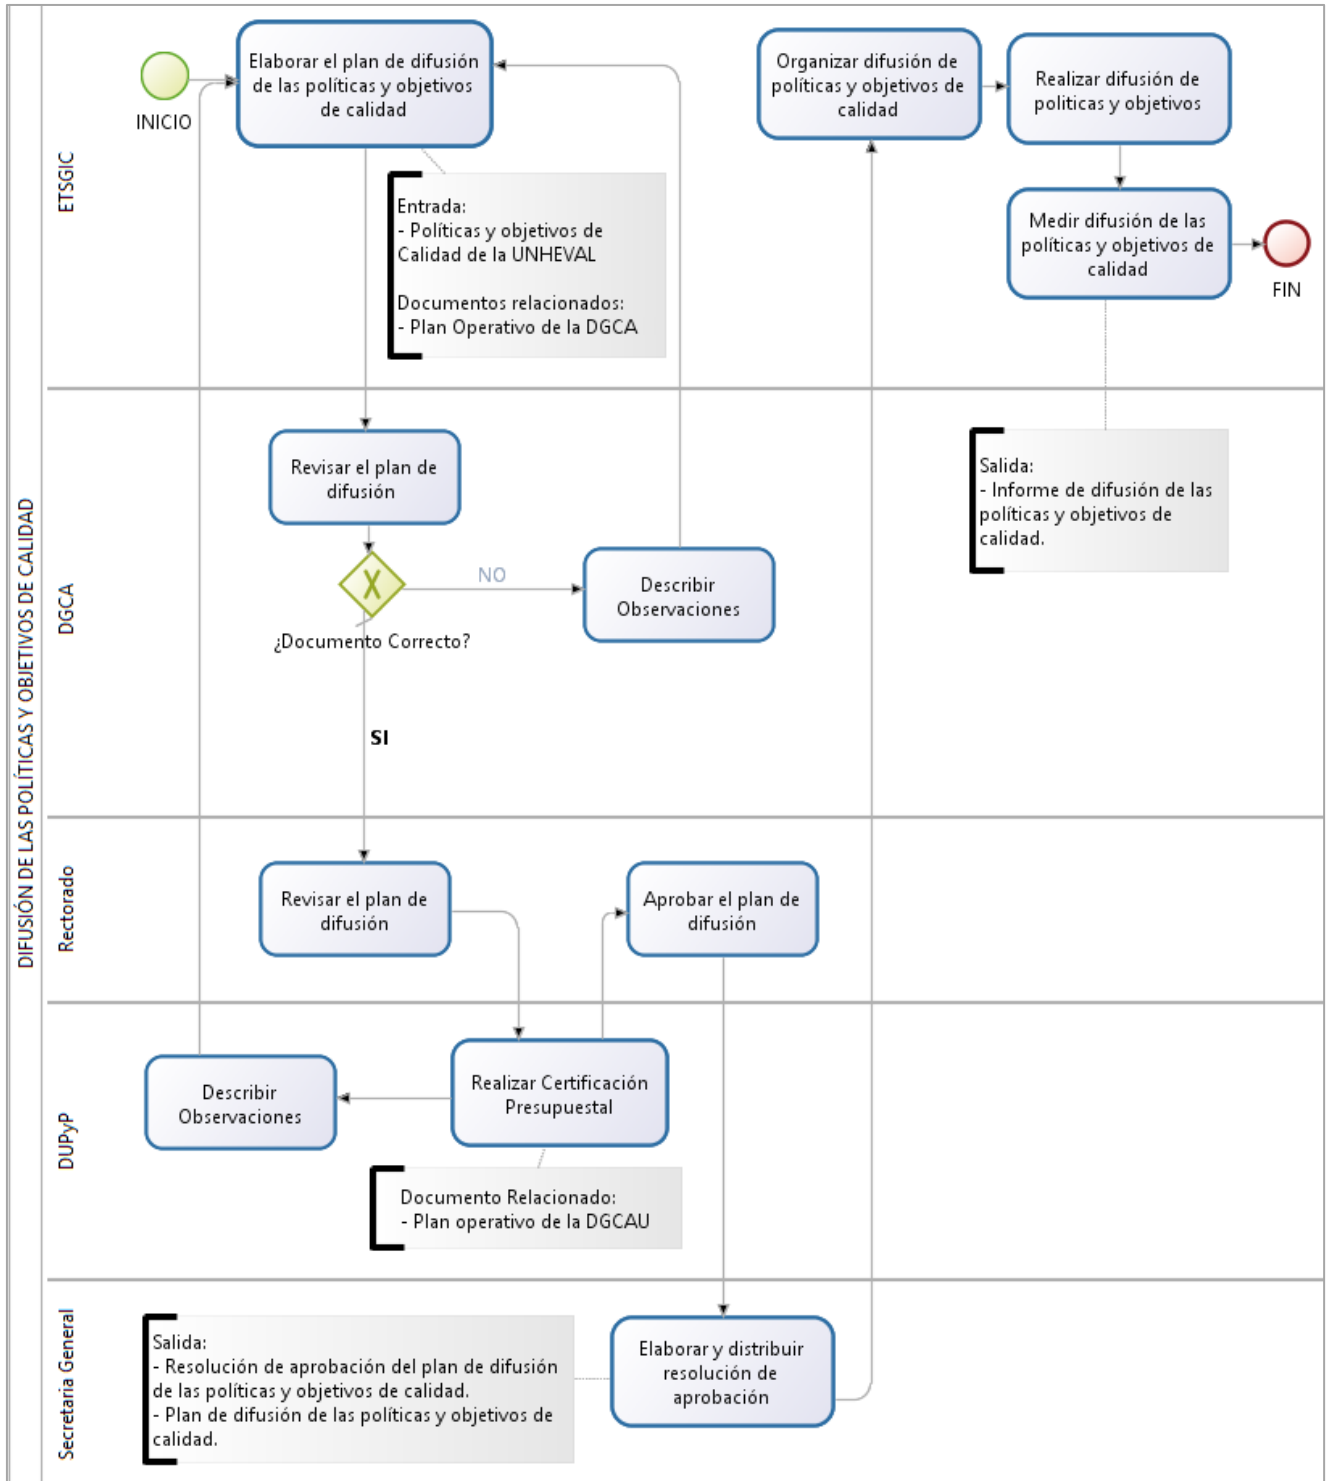 DIFUSIÓN DE LAS POLÍTICAS Y OBJETIVOS DE CALIDAD
ETSGIC
INICIO
Elaborar el plan de difusión
de las políticas y objetivos
de calidad
Entrada:
- Políticas y objetivos de
Calidad de la UNHEVAL
Documentos relacionados:
- Plan Operativo de la DGCA
Organizar difusión de
políticas y objetivos de
calidad
Realizar difusión de
politicas y objetivos
Medir difusión de las
políticas y objetivos de
calidad
FIN
DGCA
Revisar el plan de
difusión
X
¿Documento Correcto?
NO
Describir
Observaciones
SI
Salida:
- Informe de difusión de las
políticas y objetivos de
calidad.
Rectorado
Revisar el plan de
difusión
Aprobar el plan de
difusión
DUPyP
Describir
Observaciones
Realizar Certificación
Presupuestal
Documento Relacionado:
- Plan operativo de la DGCAU
Secretaria General
Salida:
- Resolución de aprobación del plan de difusión
de las políticas y objetivos de calidad.
- Plan de difusión de las políticas y objetivos de
calidad.
Elaborar y distribuir
resolución de
aprobación